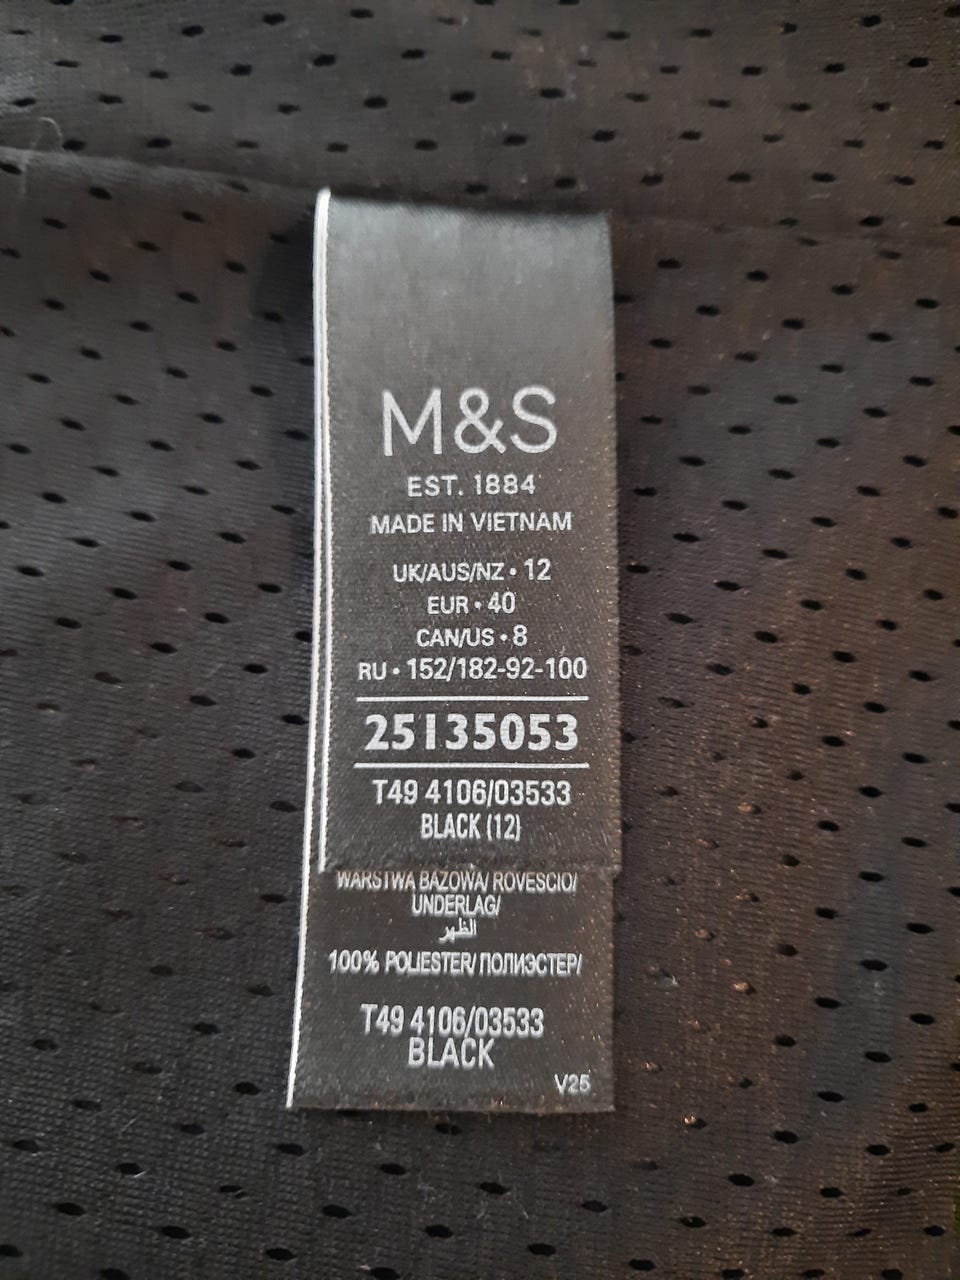 M&S
EST. 1884
MADE IN VIETNAM
UK/AUS/NZ • 12
EUR • 40
CAN/US • 8
RU • 152/182-92-100
25135053
T49 4106/03533
BLACK (12)
WARSTWA BAZOWA/ ROVESCIO/
UNDERLAG/
الظهر
100% POLIESTER/ ПОЛИЭСТЕР/
T49 4106/03533
BLACK
V25